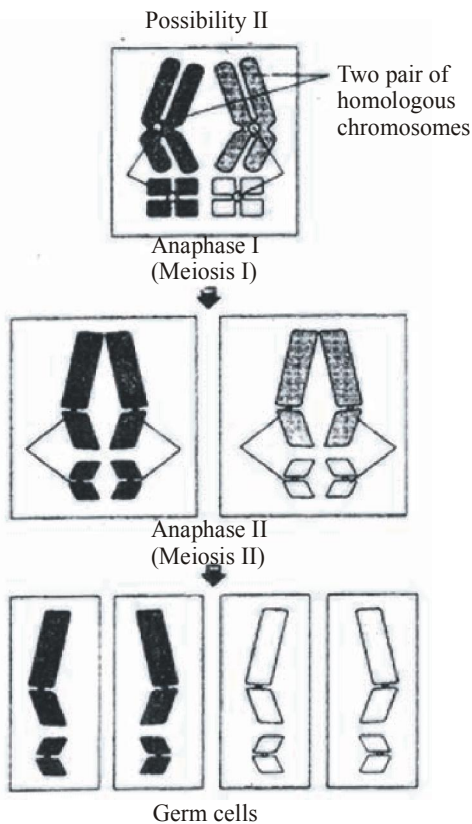 Possibility II
Two pair of
homologous
chromosomes
Anaphase I
(Meiosis I)
Anaphase II
(Meiosis II)
Germ cells